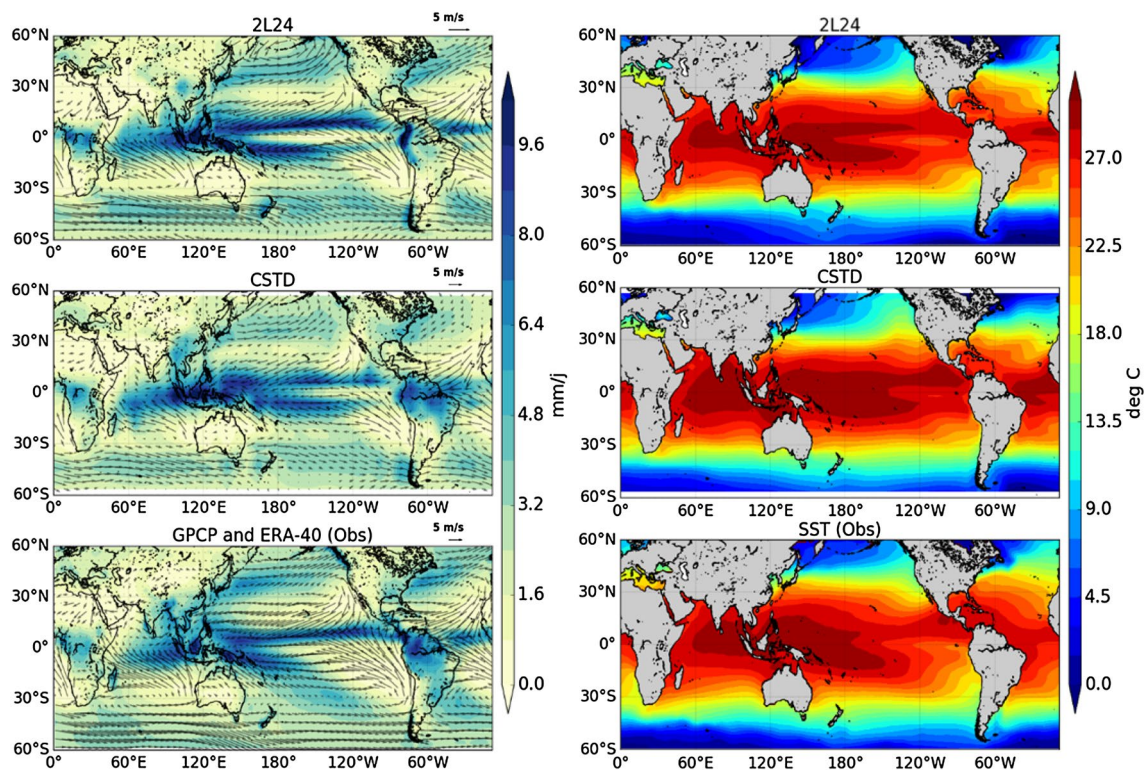 2L24
5 m/s
60°N
30°N
0°
30°S
60°S
0°
60°E
120°E
180°
120°W
60°W
CSTD
5 m/s
60°N
30°N
0°
30°S
60°S
0°
60°E
120°E
180°
120°W
60°W
GPCP and ERA-40 (Obs)
5 m/s
60°N
30°N
0°
30°S
60°S
0°
60°E
120°E
180°
120°W
60°W
9.6
8.0
6.4
4.8
3.2
1.6
0.0
mm/j
2L24
60°N
30°N
0°
30°S
60°S
0°
60°E
120°E
180°
120°W
60°W
CSTD
60°N
30°N
0°
30°S
60°S
0°
60°E
120°E
180°
120°W
60°W
SST (Obs)
60°N
30°N
0°
30°S
60°S
0°
60°E
120°E
180°
120°W
60°W
27.0
22.5
18.0
13.5
9.0
4.5
0.0
deg C